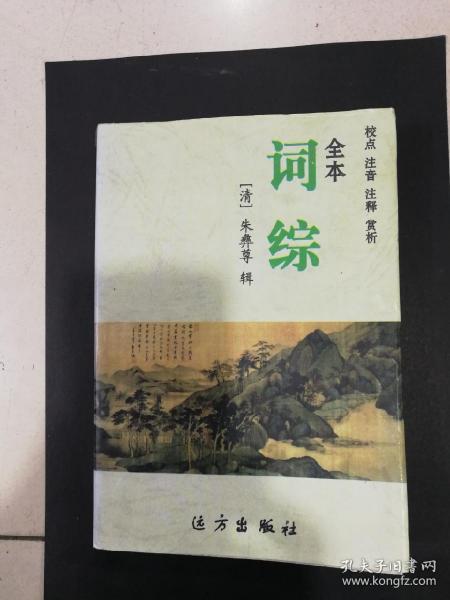 校点 注音 注释 赏析
全本
词综
[清] 朱彝尊 辑
远方出版社
孔夫子旧书网
www.kongfz.com